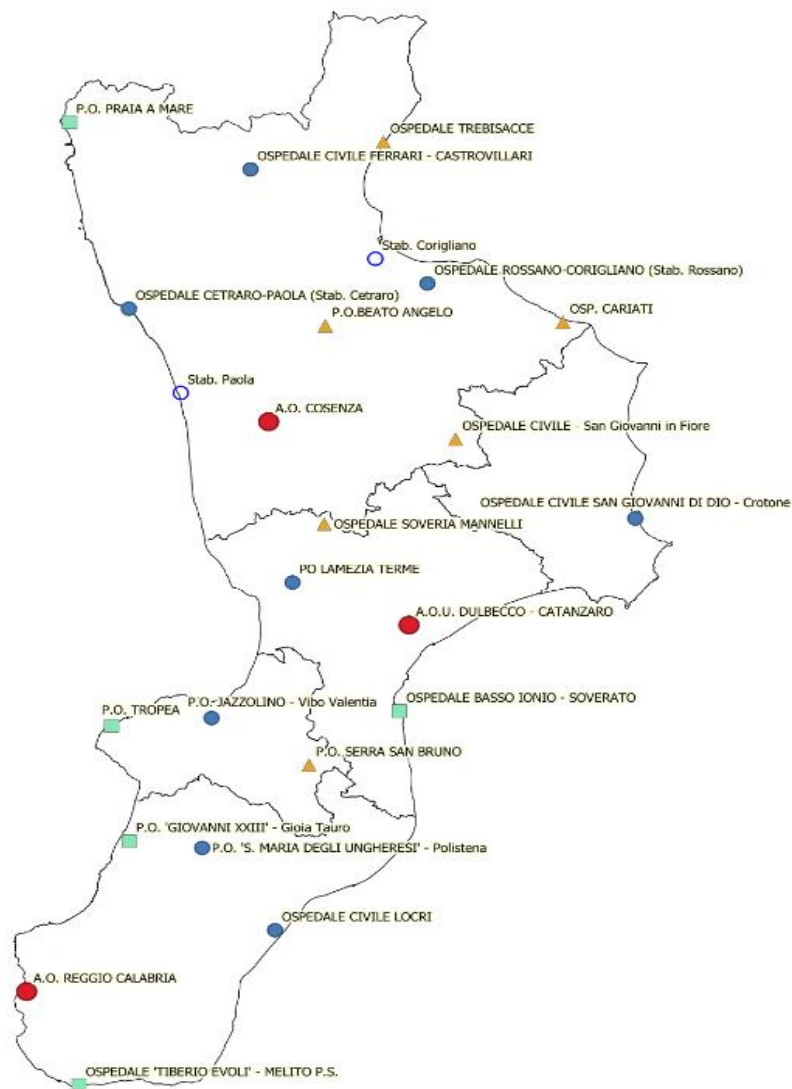 P.O. PRAIA A MARE
OSPEDALE TREBISACCE
OSPEDALE CIVILE FERRARI - CASTROVILLARI
Stab. Corigliano
OSPEDALE ROSSANO-CORIGLIANO (Stab. Rossano)
OSPEDALE CETRARO-PAOLA (Stab. Cetraro)
P.O.BEATO ANGELO
OSP. CARIATI
Stab. Paola
A.O. COSENZA
OSPEDALE CIVILE - San Giovanni in Fiore
OSPEDALE CIVILE SAN GIOVANNI DI DIO - Crotone
OSPEDALE SOVERIA MANNELLI
PO LAMEZIA TERME
A.O.U. DULBECCO - CATANZARO
P.O. TROPEA
P.O. JAZZOLINO - Vibo Valentia
OSPEDALE BASSO IONIO - SOVERATO
P.O. SERRA SAN BRUNO
P.O. 'GIOVANNI XXIII' - Gioia Tauro
P.O. 'S. MARIA DEGLI UNGHERESI' - Polistena
OSPEDALE CIVILE LOCRI
A.O. REGGIO CALABRIA
OSPEDALE 'TIBERIO EVOLI' - MELITO P.S.